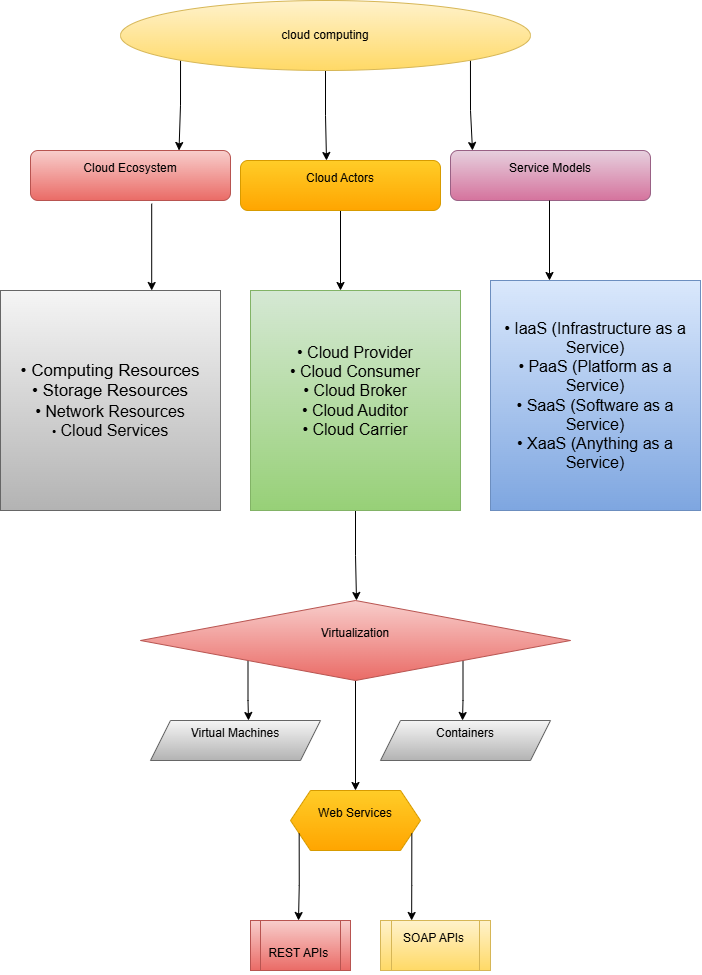 cloud computing
Cloud Ecosystem
Cloud Actors
Service Models
• Computing Resources
• Storage Resources
• Network Resources
• Cloud Services
• Cloud Provider
• Cloud Consumer
• Cloud Broker
• Cloud Auditor
• Cloud Carrier
• IaaS (Infrastructure as a
Service)
• PaaS (Platform as a
Service)
• SaaS (Software as a
Service)
• XaaS (Anything as a
Service)
Virtualization
Virtual Machines
Containers
Web Services
REST APIs
SOAP APIs